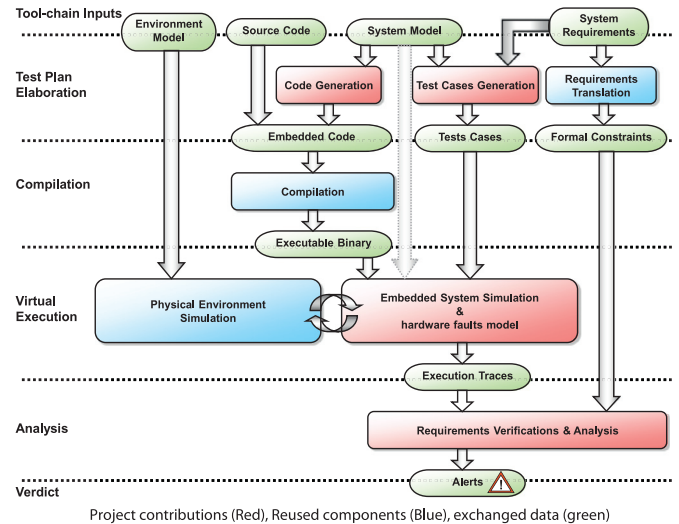 Tool-chain Inputs
Environment
Model
Source Code
System Model
System
Requirements
Test Plan
Elaboration
Code Generation
Test Cases Generation
Requirements
Translation
Embedded Code
Tests Cases
Formal Constraints
Compilation
Compilation
Executable Binary
Virtual
Execution
Physical Environment
Simulation
Embedded System Simulation
&
hardware faults model
Execution Traces
Analysis
Requirements Verifications & Analysis
Alerts
!
Verdict
Project contributions (Red), Reused components (Blue), exchanged data (green)